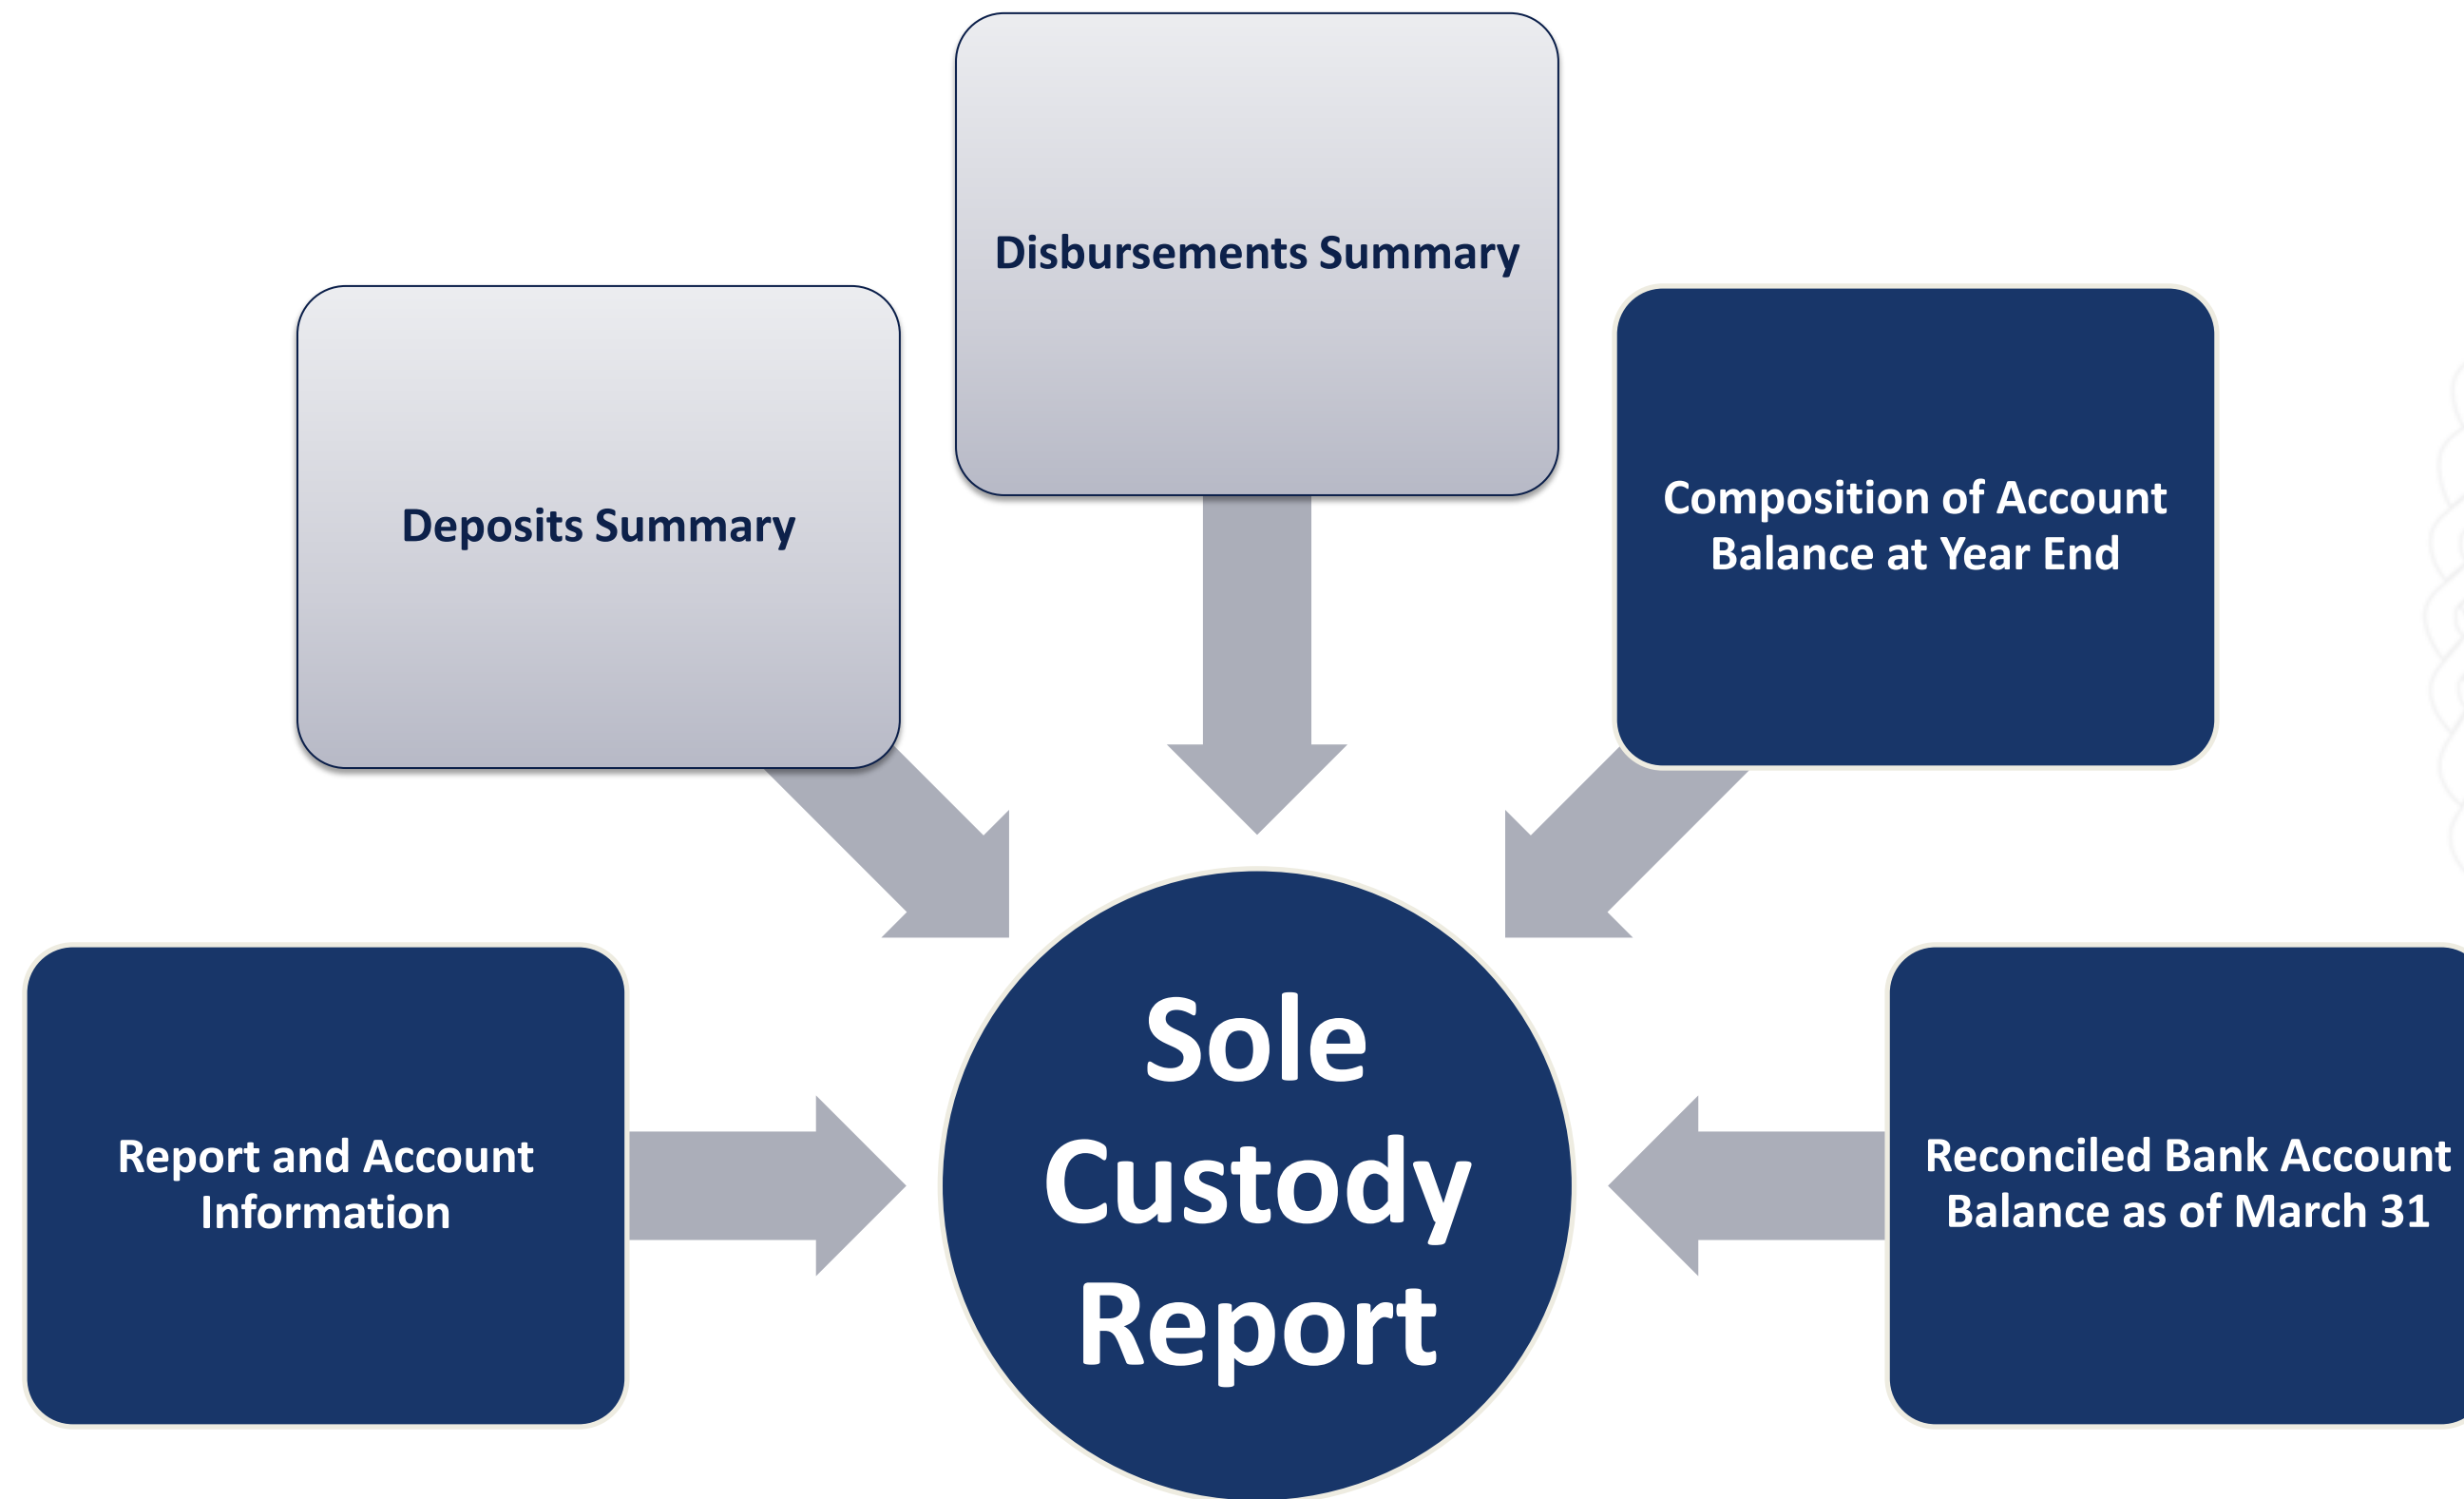 Disbursements Summary
Deposits Summary
Composition of Account
Balance at Year End
Report and Account
Information
Sole
Custody
Report
Reconciled Bank Account
Balance as of March 31